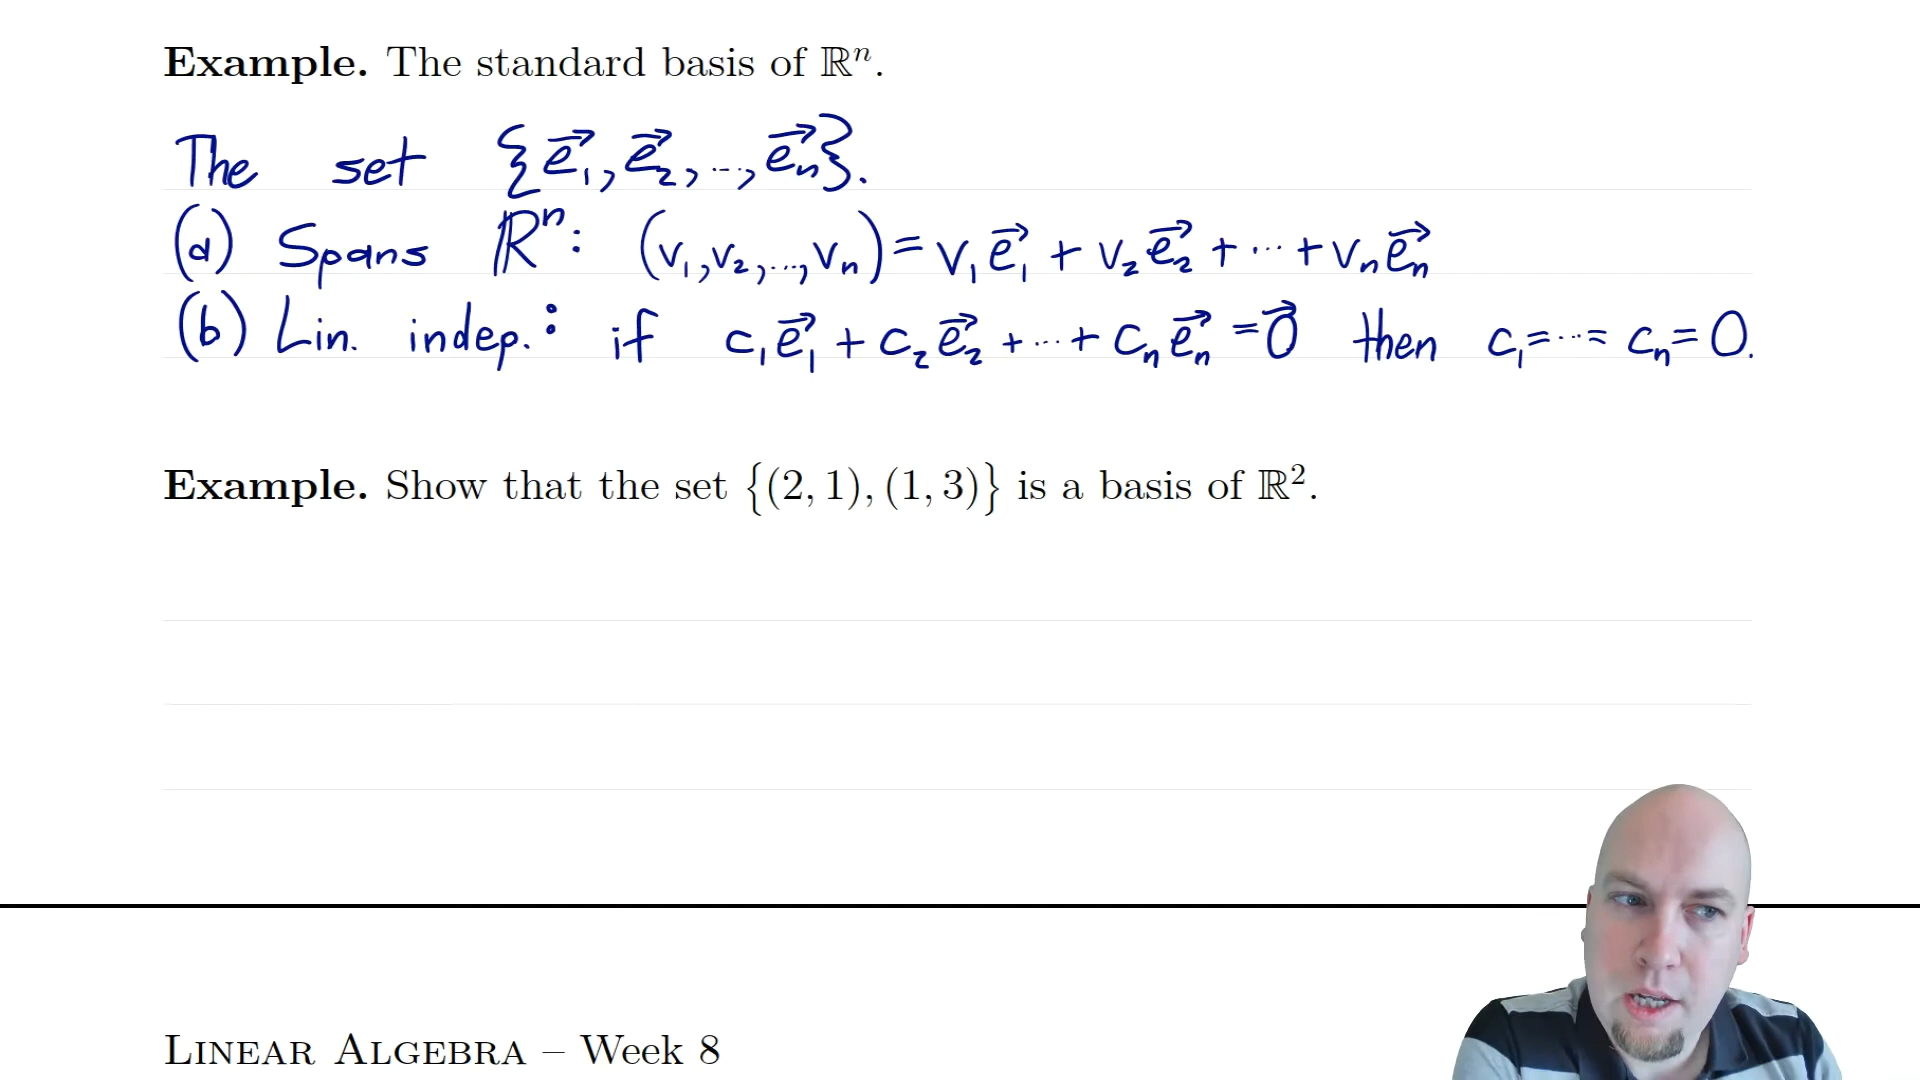 Example. The standard basis of ℝⁿ.
The set {e⃗₁, e⃗₂, ..., e⃗ₙ}.
(a) Spans ℝⁿ: (v₁, v₂, ..., vₙ) = v₁e⃗₁ + v₂e⃗₂ + ··· + vₙe⃗ₙ
(b) Lin. indep.: if c₁e⃗₁ + c₂e⃗₂ + ··· + cₙe⃗ₙ = 0⃗ then c₁ = ··· = cₙ = 0.
Example. Show that the set {(2, 1), (1, 3)} is a basis of ℝ².
LINEAR ALGEBRA – Week 8